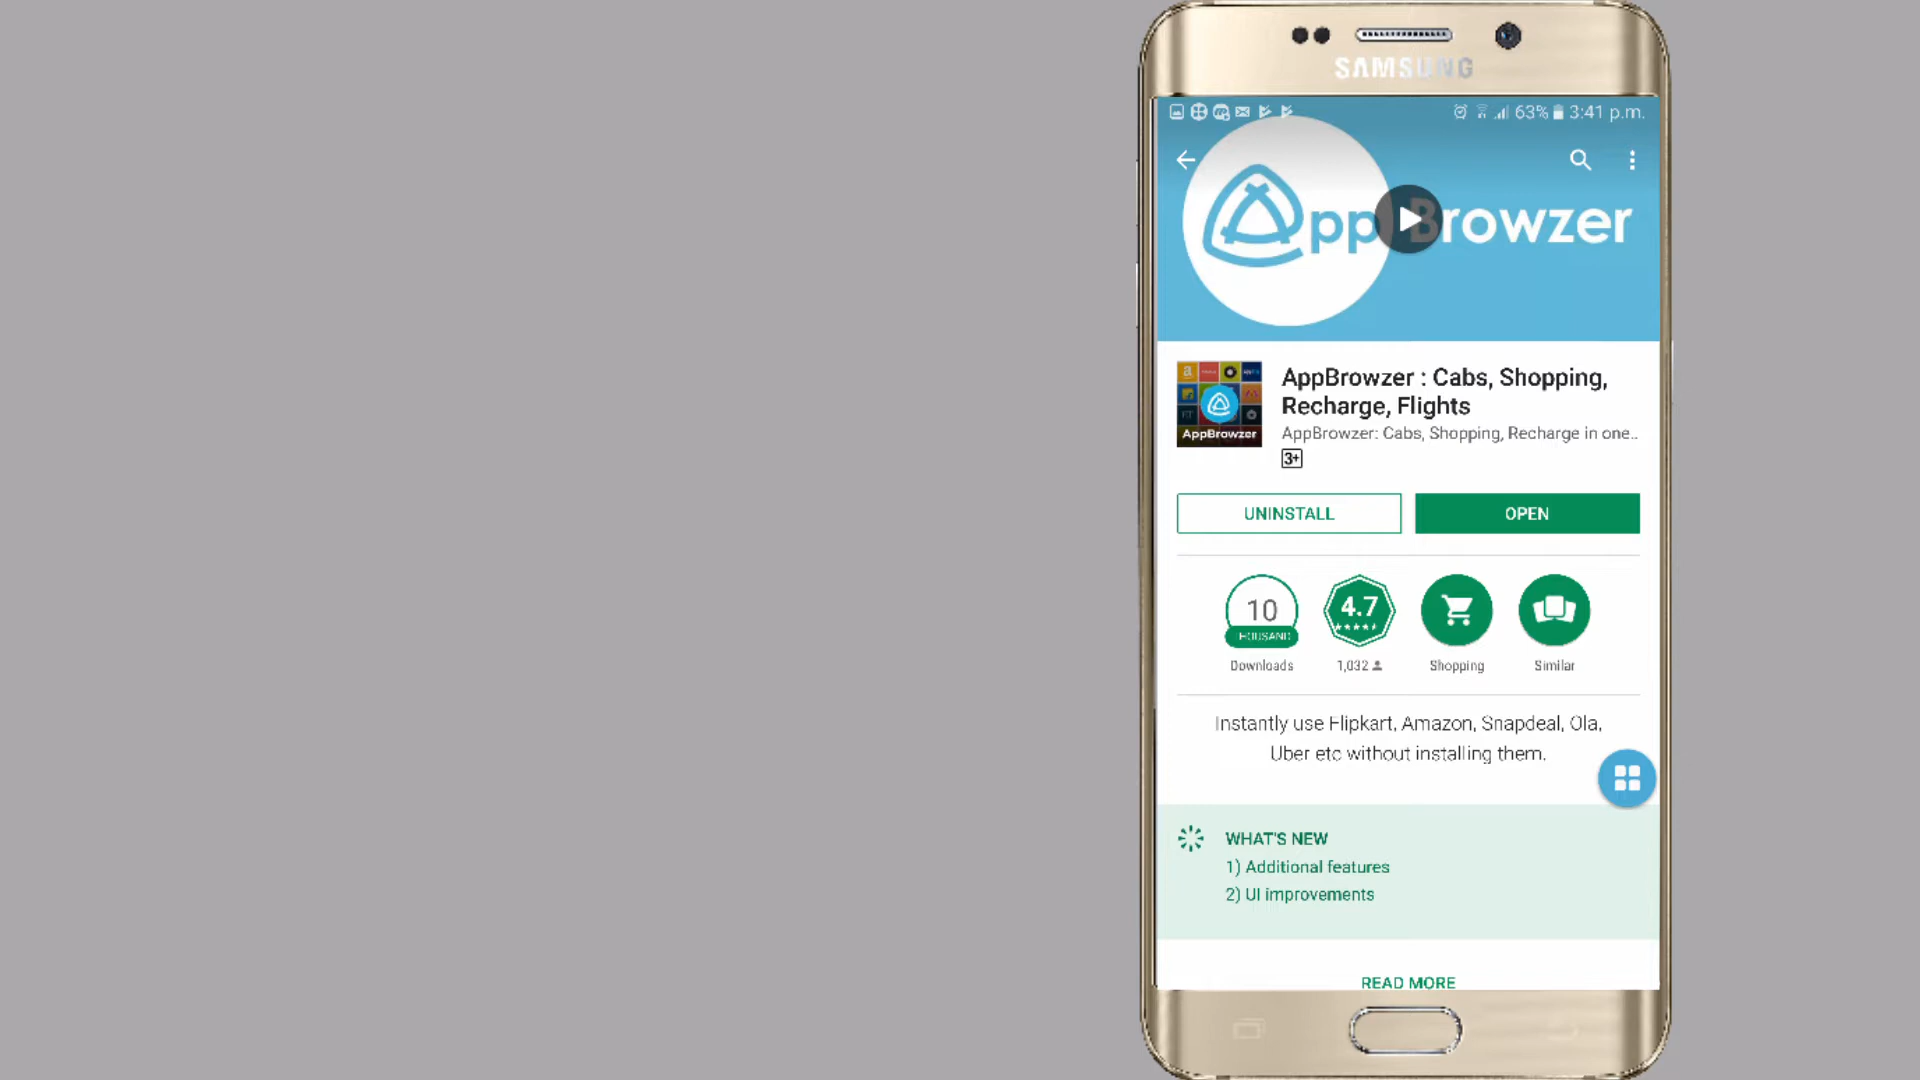 SAMSUNG
63% 3:41 p.m.
App Browzer
AppBrowzer
AppBrowzer : Cabs, Shopping,
Recharge, Flights
AppBrowzer: Cabs, Shopping, Recharge in one..
3+
UNINSTALL OPEN
10 4.7
THOUSAND
Downloads 1,032 Shopping Similar
Instantly use Flipkart, Amazon, Snapdeal, Ola,
Uber etc without installing them.
WHAT'S NEW
1) Additional features
2) UI improvements
READ MORE